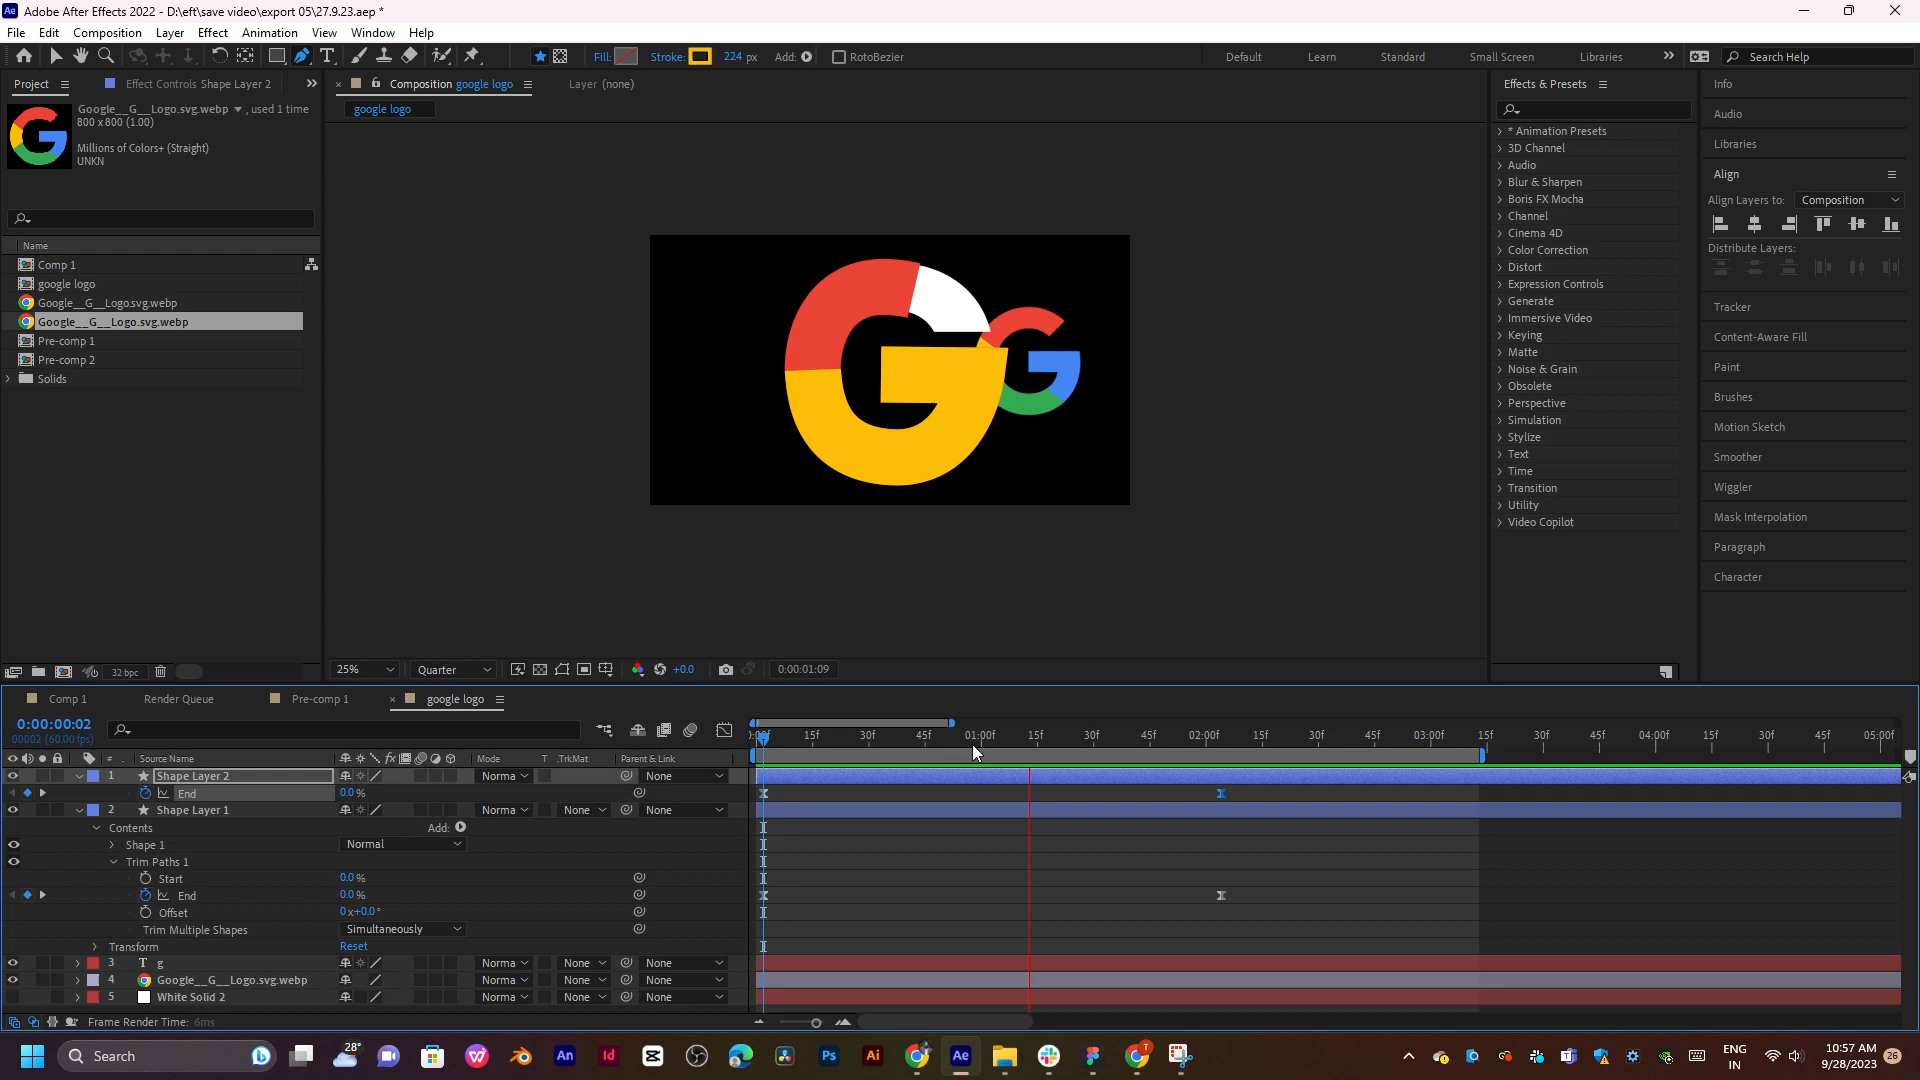 Adobe After Effects 2022 - D:\eft\save video\export 05\27.9.23.aep *
File Edit Composition Layer Effect Animation View Window Help
Fill: Stroke: 224 px Add: RotoBezier Default Learn Standard Small Screen Libraries Search Help
Project Effect Controls Shape Layer 2
Composition google logo Layer (none)
google logo
Google__G__Logo.svg.webp , used 1 time
800 x 800 (1.00)
Millions of Colors+ (Straight)
UNKN
Name
Comp 1
google logo
Google__G__Logo.svg.webp
Google__G__Logo.svg.webp
Pre-comp 1
Pre-comp 2
Solids
32 bpc
25% Quarter +0.0 0:00:01:09
Effects & Presets
* Animation Presets
3D Channel
Audio
Blur & Sharpen
Boris FX Mocha
Channel
Cinema 4D
Color Correction
Distort
Expression Controls
Generate
Immersive Video
Keying
Matte
Noise & Grain
Obsolete
Perspective
Simulation
Stylize
Text
Time
Transition
Utility
Video Copilot
Info
Audio
Libraries
Align
Align Layers to: Composition
Distribute Layers:
Tracker
Content-Aware Fill
Paint
Brushes
Motion Sketch
Smoother
Wiggler
Mask Interpolation
Paragraph
Character
Comp 1 Render Queue Pre-comp 1 google logo
0:00:00:02
00002 (60.00 fps)
:00f 15f 30f 45f 01:00f 15f 30f 45f 02:00f 15f 30f 45f 03:00f 15f 30f 45f 04:00f 15f 30f 45f 05:00f
# Source Name fx Mode T .TrkMat Parent & Link
1 Shape Layer 2 Norma None
End 0.0 %
2 Shape Layer 1 Norma None None
Contents Add:
Shape 1 Normal
Trim Paths 1
Start 0.0 %
End 0.0 %
Offset 0 x+0.0 °
Trim Multiple Shapes Simultaneously
Transform Reset
3 T g Norma None None
4 Google__G__Logo.svg.webp Norma None None
5 White Solid 2 Norma None None
Frame Render Time: 6ms
Search 28° An Id Ps Ai Ae ENG IN 10:57 AM 9/28/2023 26